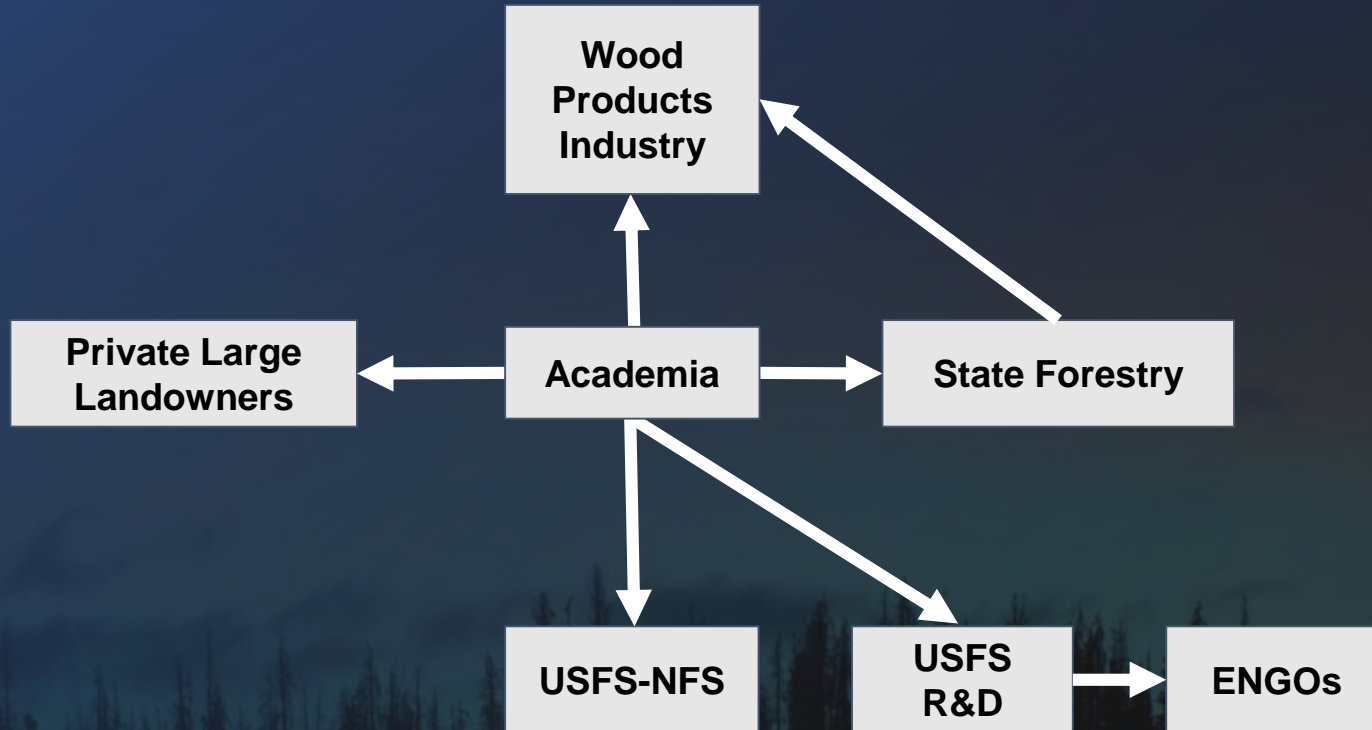 Wood
Products
Industry
Private Large
Landowners
Academia
State Forestry
USFS-NFS
USFS
R&D
ENGOs